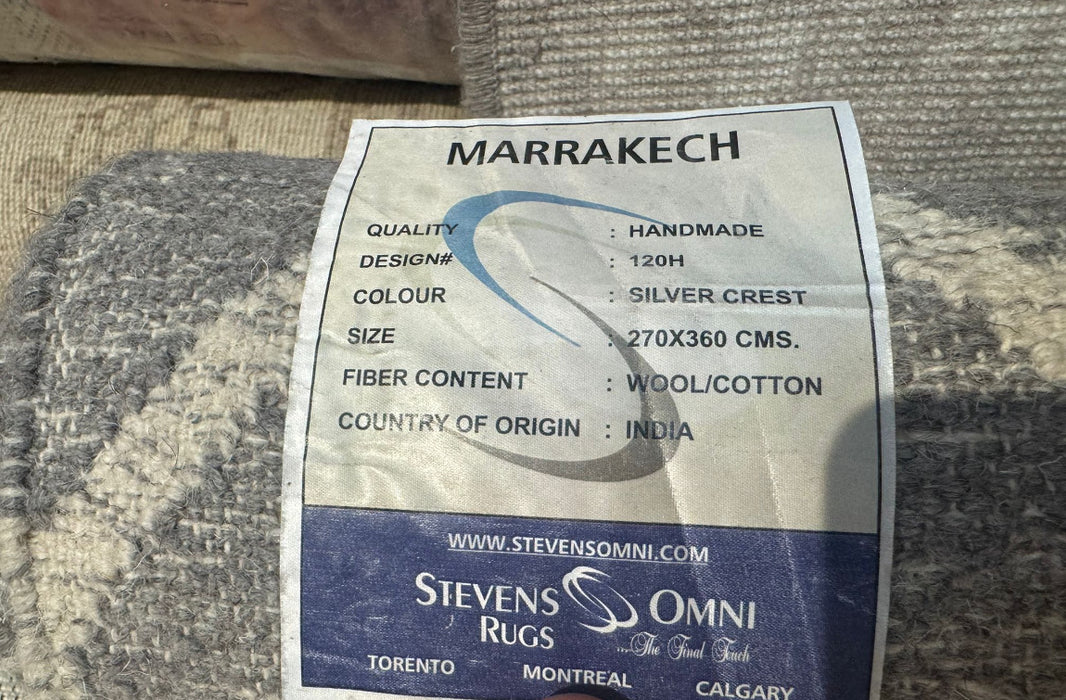 MARRAKECH
QUALITY : HANDMADE
DESIGN# : 120H
COLOUR : SILVER CREST
SIZE : 270X360 CMS.
FIBER CONTENT : WOOL/COTTON
COUNTRY OF ORIGIN : INDIA
WWW.STEVENSOMNI.COM
STEVENS OMNI
RUGS ...The Final Touch
TORENTO MONTREAL CALGARY